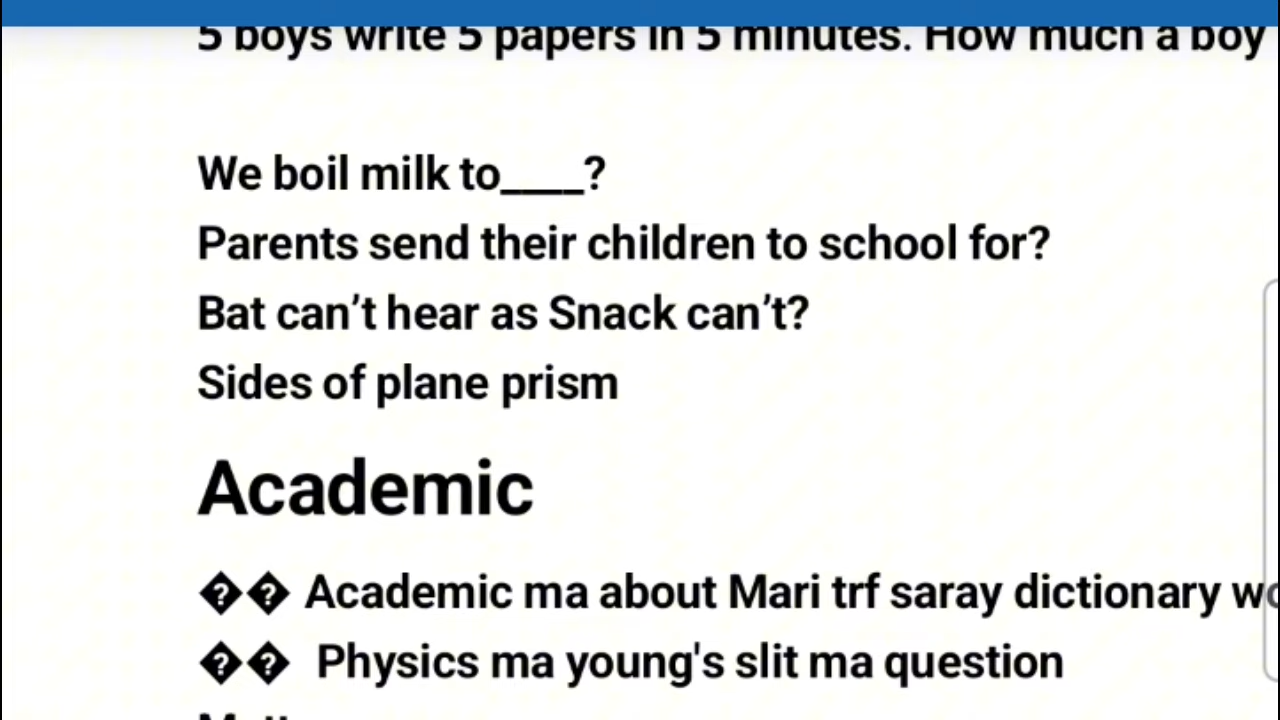 5 boys write 5 papers in 5 minutes. How much a boy
We boil milk to____?
Parents send their children to school for?
Bat can’t hear as Snack can’t?
Sides of plane prism
Academic
�� Academic ma about Mari trf saray dictionary
�� Physics ma young's slit ma question